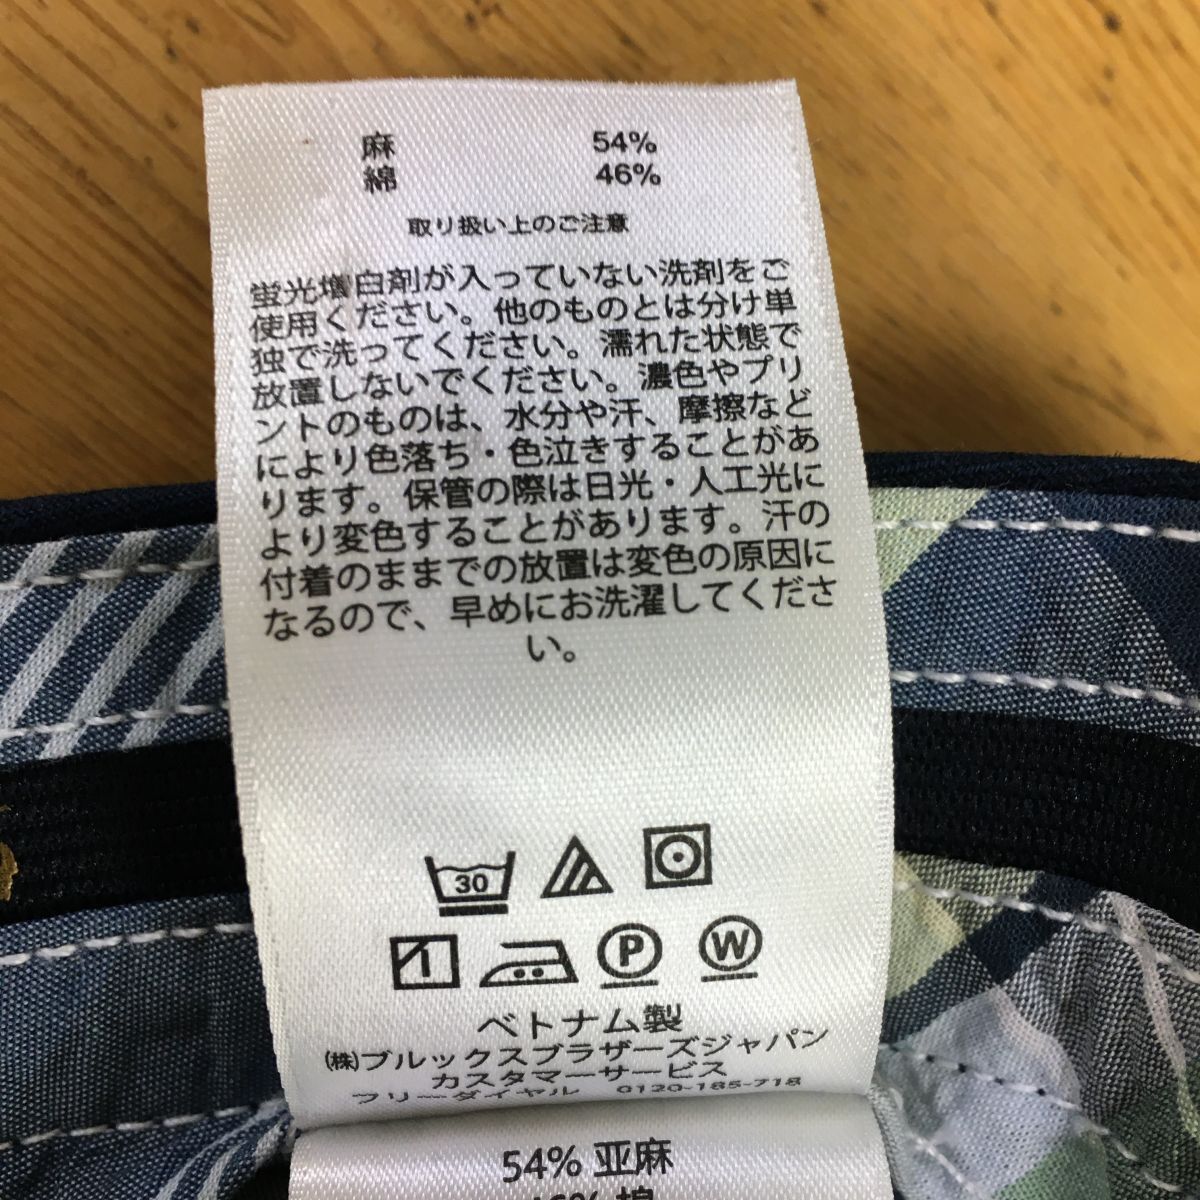 麻 54%
綿 46%
取り扱い上のご注意
蛍光増白剤が入っていない洗剤をご
使用ください。他のものとは分け単
独で洗ってください。濡れた状態で
放置しないでください。濃色やプリ
ントのものは、水分や汗、摩擦など
により色落ち・色泣きすることがあ
ります。保管の際は日光・人工光に
より変色することがあります。汗の
付着のままでの放置は変色の原因に
なるので、早めにお洗濯してくださ
い。
30
P W
ベトナム製
㈱ブルックスブラザーズジャパン
カスタマーサービス
フリーダイヤル 0120-185-718
54% 亚麻
46% 棉